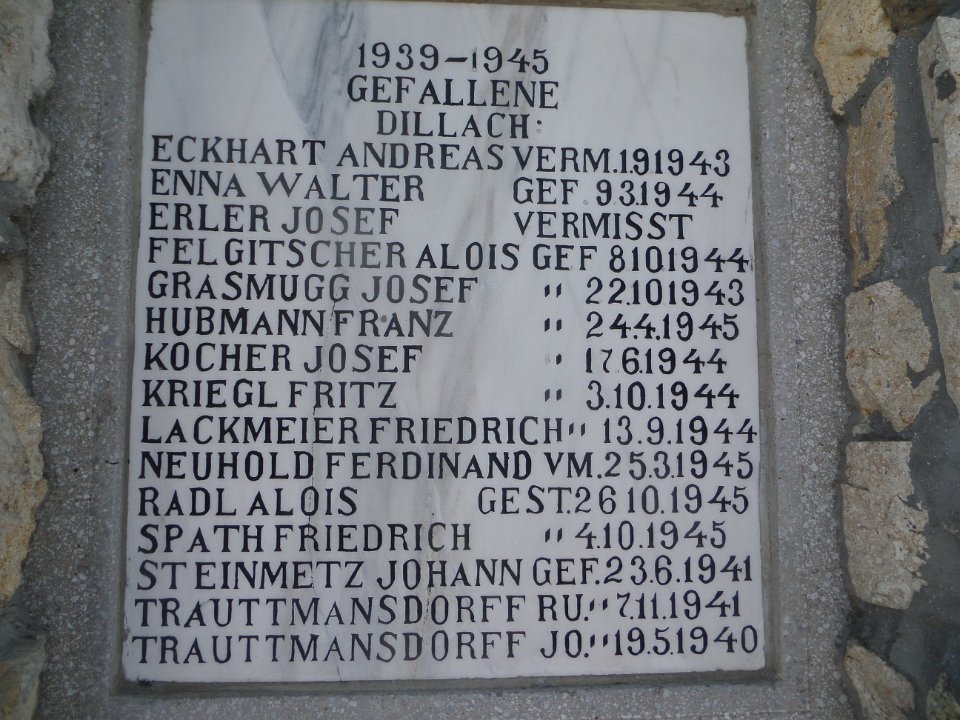 1939-1945
GEFALLENE
DILLACH:
ECKHART ANDREAS VERM.1.91943
ENNA WALTER GEF. 9.3.1944
ERLER JOSEF VERMISST
FELGITSCHER ALOIS GEF 8.10.1944
GRASMUGG JOSEF " 22.101943
HUBMANN FRANZ " 24.4.1945
KOCHER JOSEF " 17.6.1944
KRIEGL FRITZ " 3.10.1944
LACKMEIER FRIEDRICH " 13.9.1944
NEUHOLD FERDINAND VM.25.3.1945
RADL ALOIS GEST.26 10.1945
SPATH FRIEDRICH " 4.10.1945
STEINMETZ JOHANN GEF.23.6.1941
TRAUTTMANSDORFF RU. " 7.11.1941
TRAUTTMANSDORFF JO. " 19.5.1940